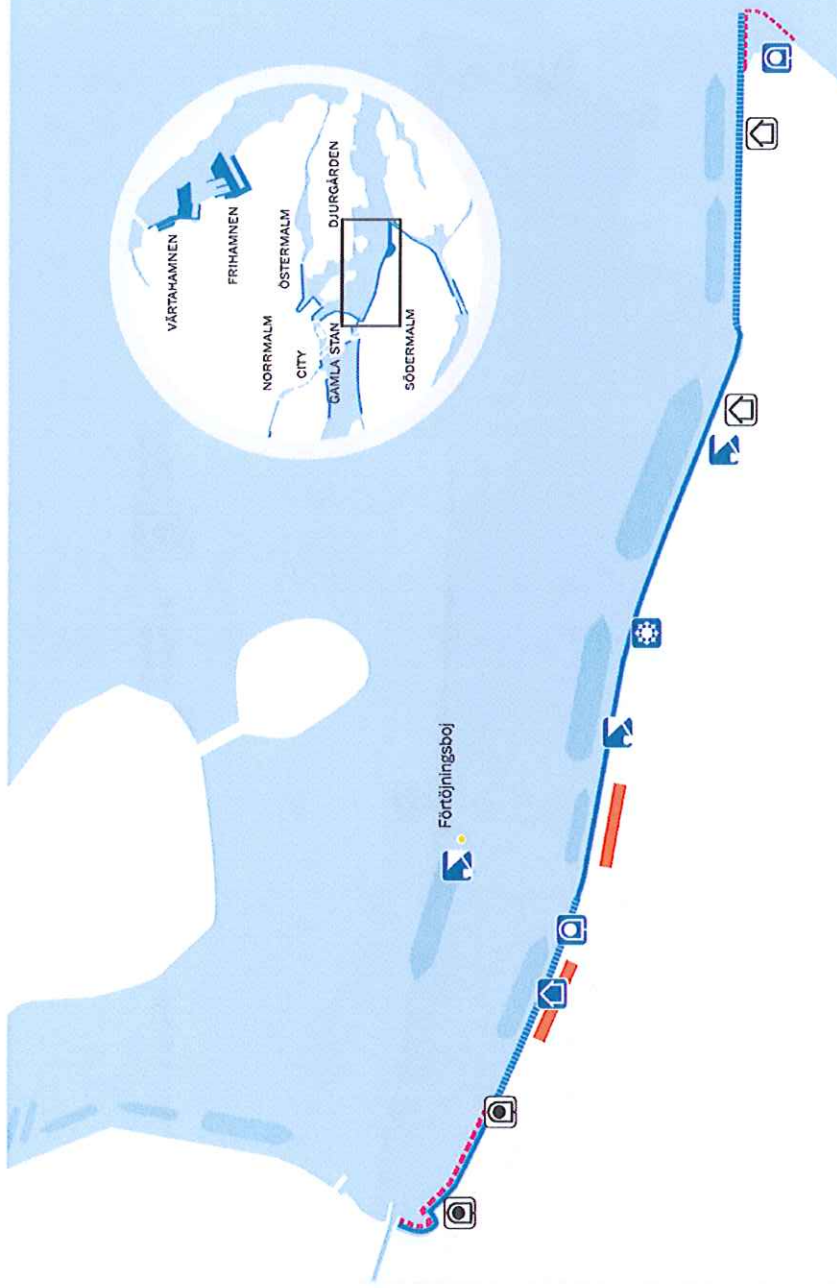 VÄRTAHAMNEN
FRIHAMNEN
NORRMALM
ÖSTERMALM
CITY
DJURGÅRDEN
GAMLA STAN
SÖDERMALM
Förtöjningsboj